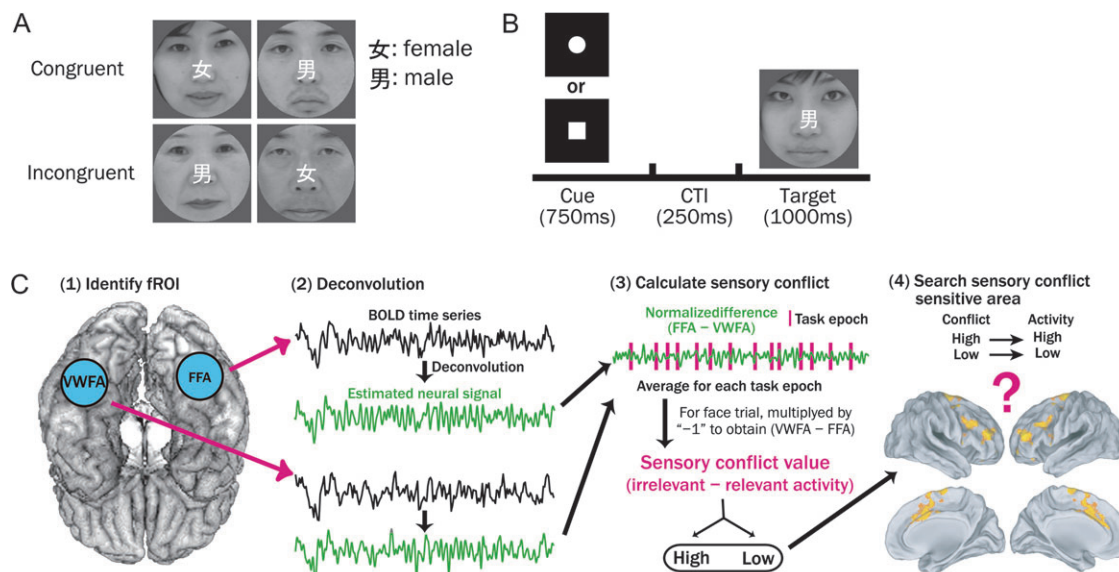 A
Congruent
女
男
女: female
男: male
Incongruent
男
女
B
or
男
Cue
(750ms)
CTI
(250ms)
Target
(1000ms)
C
(1) Identify fROI
VWFA
FFA
(2) Deconvolution
BOLD time series
Deconvolution
Estimated neural signal
(3) Calculate sensory conflict
Normalizedifference
(FFA – VWFA)
Task epoch
Average for each task epoch
For face trial, multiplyed by
“–1” to obtain (VWFA – FFA)
Sensory conflict value
(irrelevant – relevant activity)
High Low
(4) Search sensory conflict
sensitive area
Conflict Activity
High High
Low Low
?